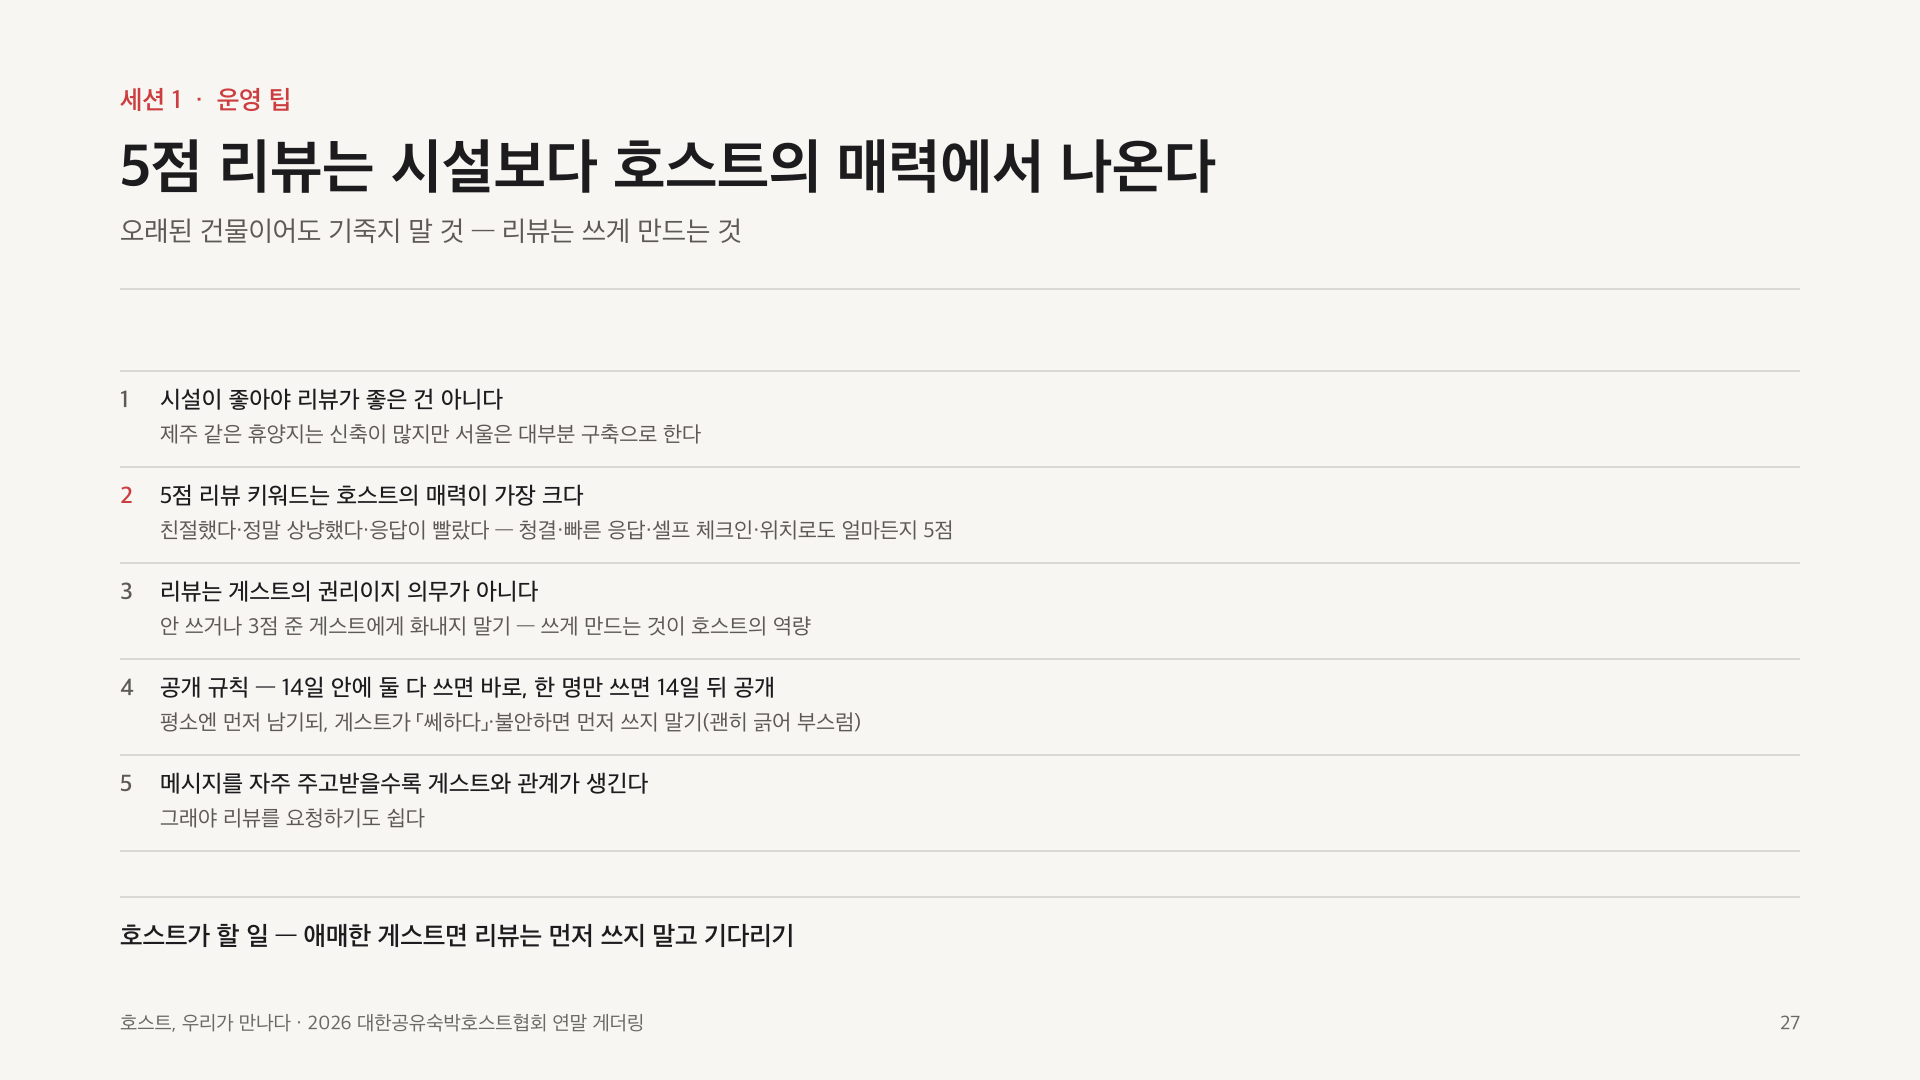 세션 1 · 운영 팁
5점 리뷰는 시설보다 호스트의 매력에서 나온다
오래된 건물이어도 기죽지 말 것 — 리뷰는 쓰게 만드는 것
1 시설이 좋아야 리뷰가 좋은 건 아니다
제주 같은 휴양지는 신축이 많지만 서울은 대부분 구축으로 한다
2 5점 리뷰 키워드는 호스트의 매력이 가장 크다
친절했다·정말 상냥했다·응답이 빨랐다 — 청결·빠른 응답·셀프 체크인·위치로도 얼마든지 5점
3 리뷰는 게스트의 권리이지 의무가 아니다
안 쓰거나 3점 준 게스트에게 화내지 말기 — 쓰게 만드는 것이 호스트의 역량
4 공개 규칙 — 14일 안에 둘 다 쓰면 바로, 한 명만 쓰면 14일 뒤 공개
평소엔 먼저 남기되, 게스트가 「쎄하다」·불안하면 먼저 쓰지 말기(괜히 긁어 부스럼)
5 메시지를 자주 주고받을수록 게스트와 관계가 생긴다
그래야 리뷰를 요청하기도 쉽다
호스트가 할 일 — 애매한 게스트면 리뷰는 먼저 쓰지 말고 기다리기
호스트, 우리가 만나다 · 2026 대한공유숙박호스트협회 연말 게더링
27